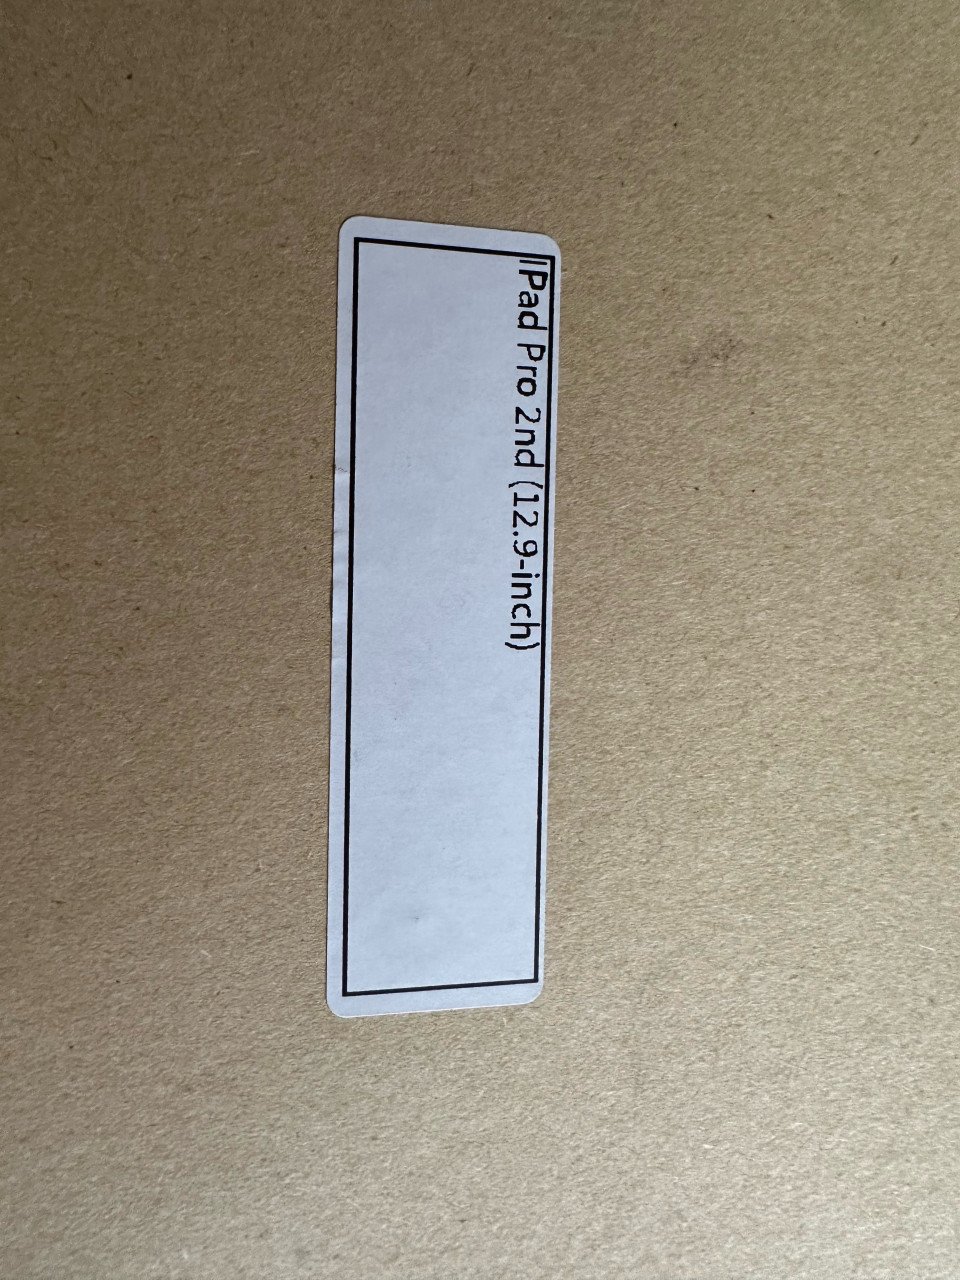 IPad Pro 2nd (12.9-inch)